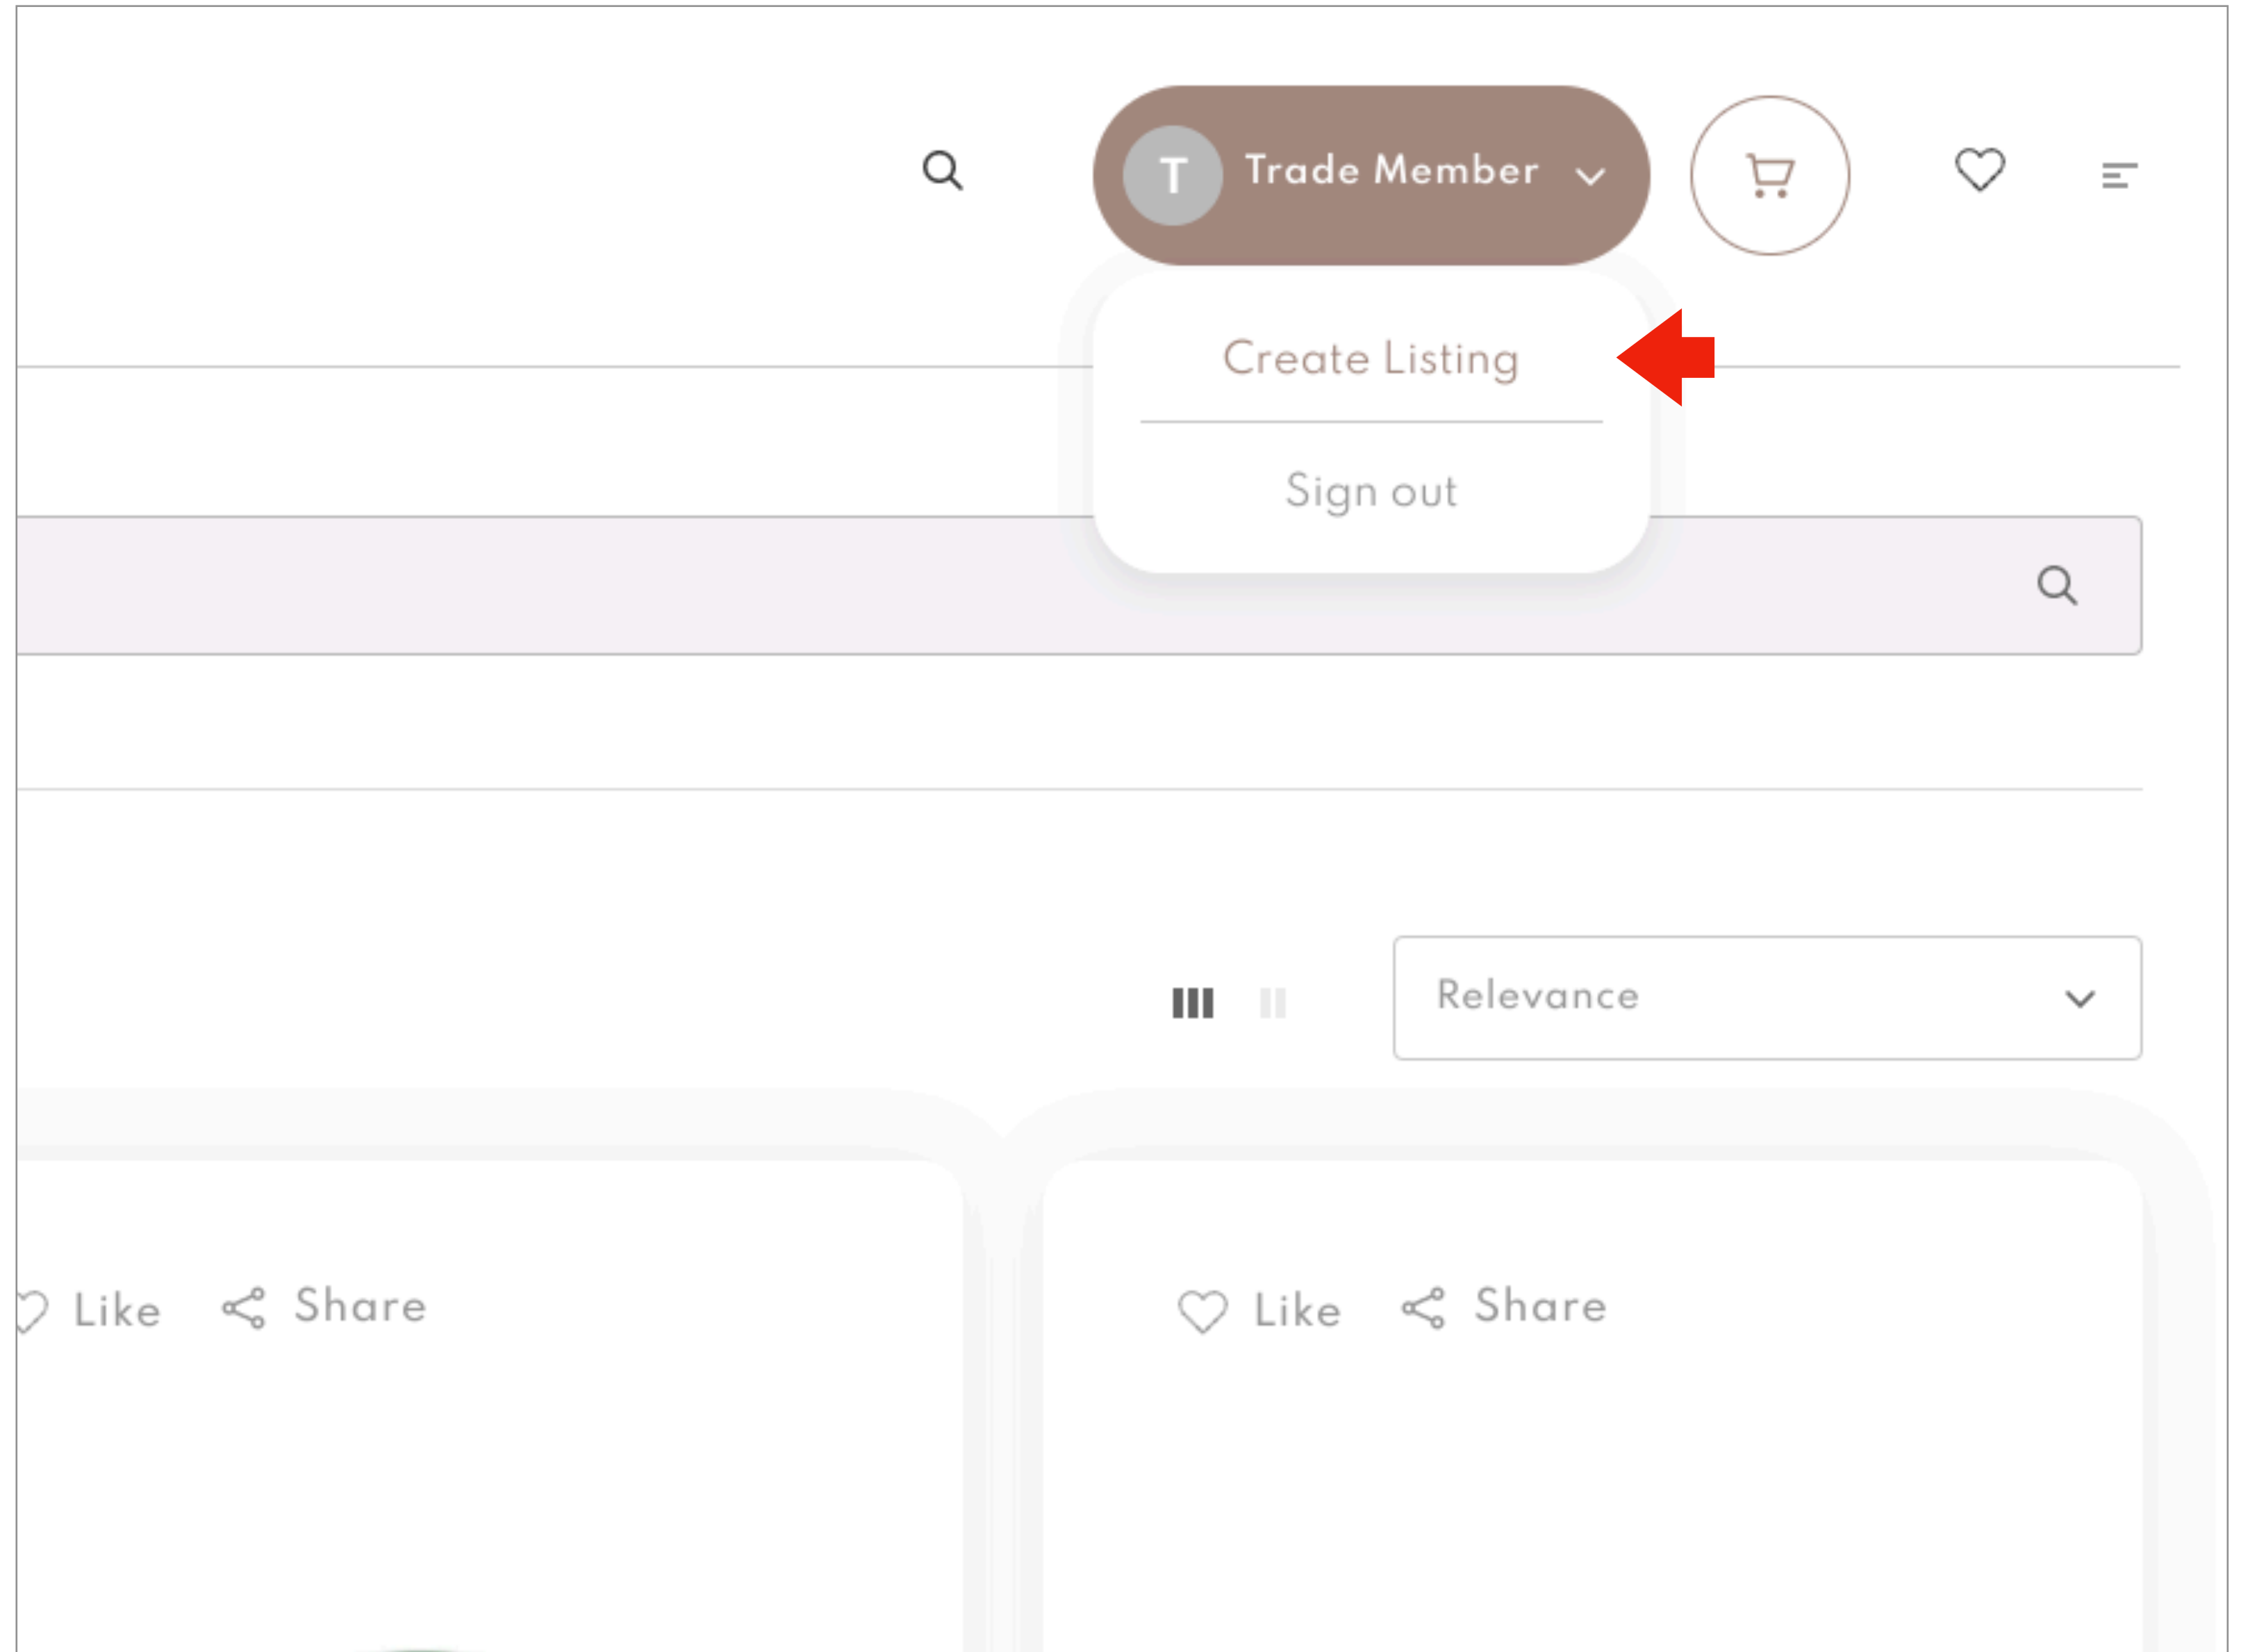 T Trade Member
Create Listing
Sign out
Relevance
Like Share Like Share